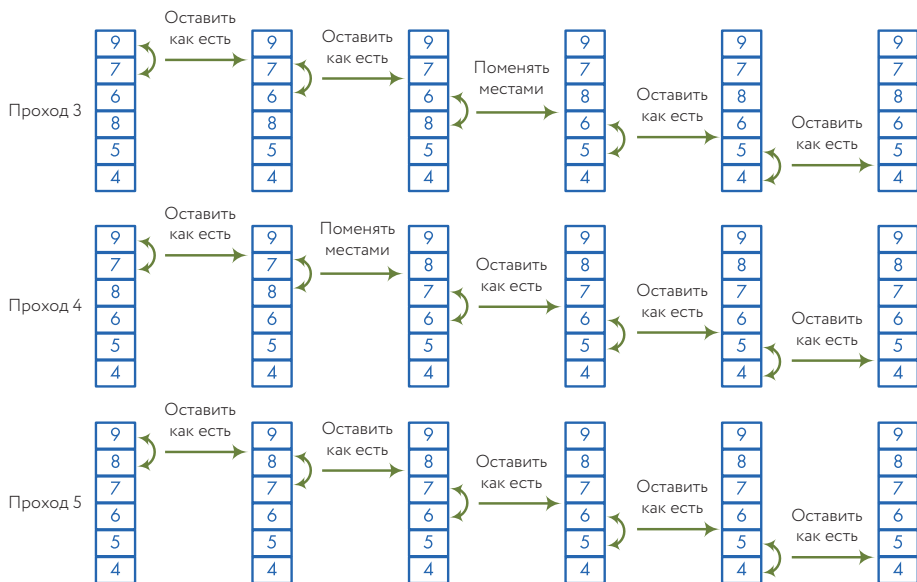 Оставить
как есть
Оставить
как есть
Поменять
местами
Оставить
как есть
Оставить
как есть
Проход 3
9 9 9 9 9 9
7 7 7 7 7 7
6 6 6 8 8 8
8 8 8 6 6 6
5 5 5 5 5 5
4 4 4 4 4 4
Оставить
как есть
Поменять
местами
Оставить
как есть
Оставить
как есть
Оставить
как есть
Проход 4
9 9 9 9 9 9
7 7 8 8 8 8
8 8 7 7 7 7
6 6 6 6 6 6
5 5 5 5 5 5
4 4 4 4 4 4
Оставить
как есть
Оставить
как есть
Оставить
как есть
Оставить
как есть
Оставить
как есть
Проход 5
9 9 9 9 9 9
8 8 8 8 8 8
7 7 7 7 7 7
6 6 6 6 6 6
5 5 5 5 5 5
4 4 4 4 4 4